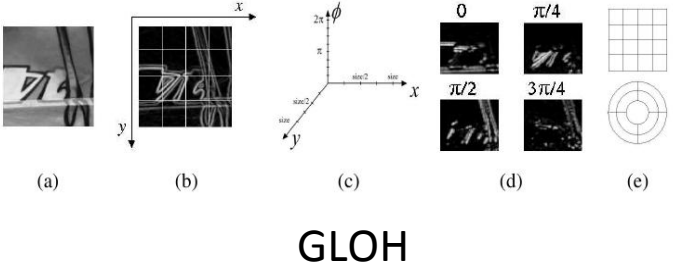 x
y
(a)
(b)
ϕ
2π
π
size/2 size
x
size/2
size
y
(c)
0 π/4
π/2 3π/4
(d)
(e)
GLOH